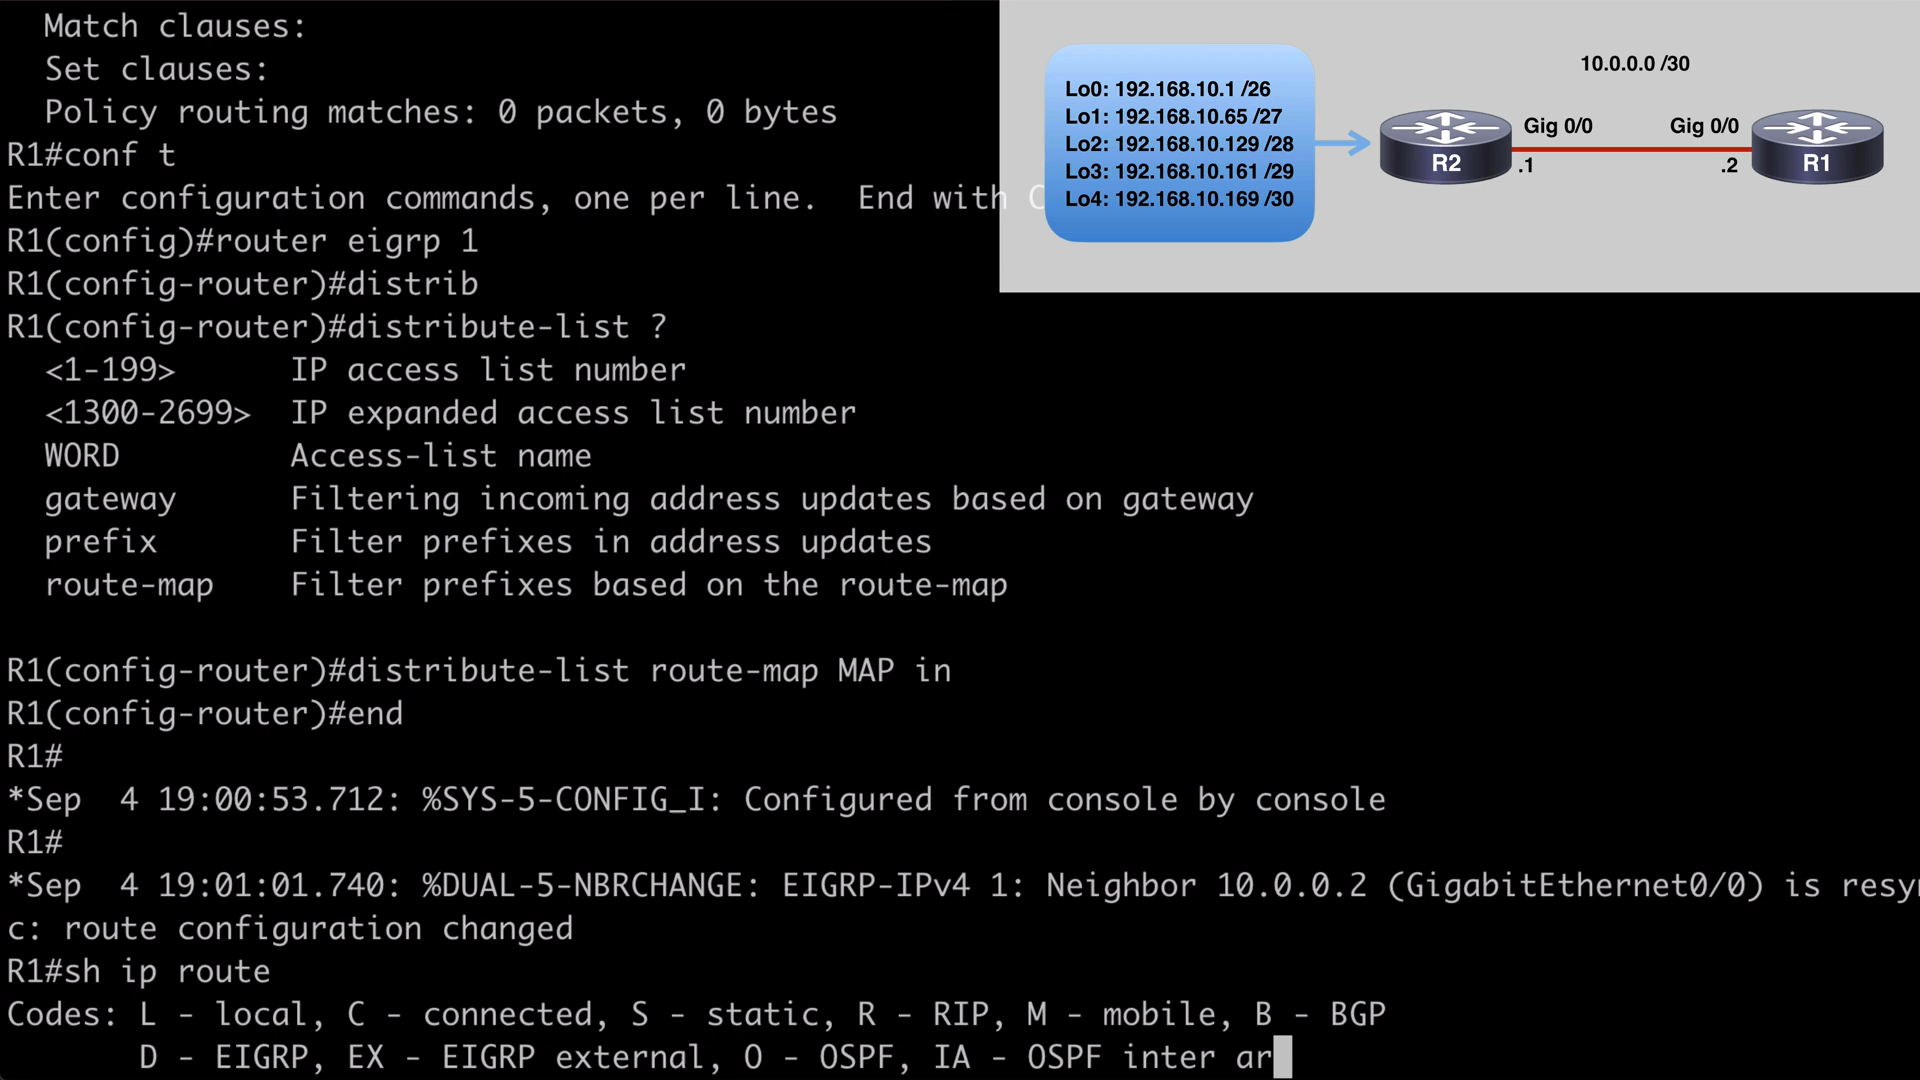 Match clauses:
Set clauses:
Policy routing matches: 0 packets, 0 bytes
R1#conf t
Enter configuration commands, one per line.  End with C
R1(config)#router eigrp 1
R1(config-router)#distrib
R1(config-router)#distribute-list ?
<1-199>      IP access list number
<1300-2699>  IP expanded access list number
WORD         Access-list name
gateway      Filtering incoming address updates based on gateway
prefix       Filter prefixes in address updates
route-map    Filter prefixes based on the route-map
R1(config-router)#distribute-list route-map MAP in
R1(config-router)#end
R1#
*Sep  4 19:00:53.712: %SYS-5-CONFIG_I: Configured from console by console
R1#
*Sep  4 19:01:01.740: %DUAL-5-NBRCHANGE: EIGRP-IPv4 1: Neighbor 10.0.0.2 (GigabitEthernet0/0) is resyn
c: route configuration changed
R1#sh ip route
Codes: L - local, C - connected, S - static, R - RIP, M - mobile, B - BGP
D - EIGRP, EX - EIGRP external, O - OSPF, IA - OSPF inter ar
10.0.0.0 /30
Lo0: 192.168.10.1 /26
Lo1: 192.168.10.65 /27
Lo2: 192.168.10.129 /28
Lo3: 192.168.10.161 /29
Lo4: 192.168.10.169 /30
R2
Gig 0/0
.1
Gig 0/0
.2
R1